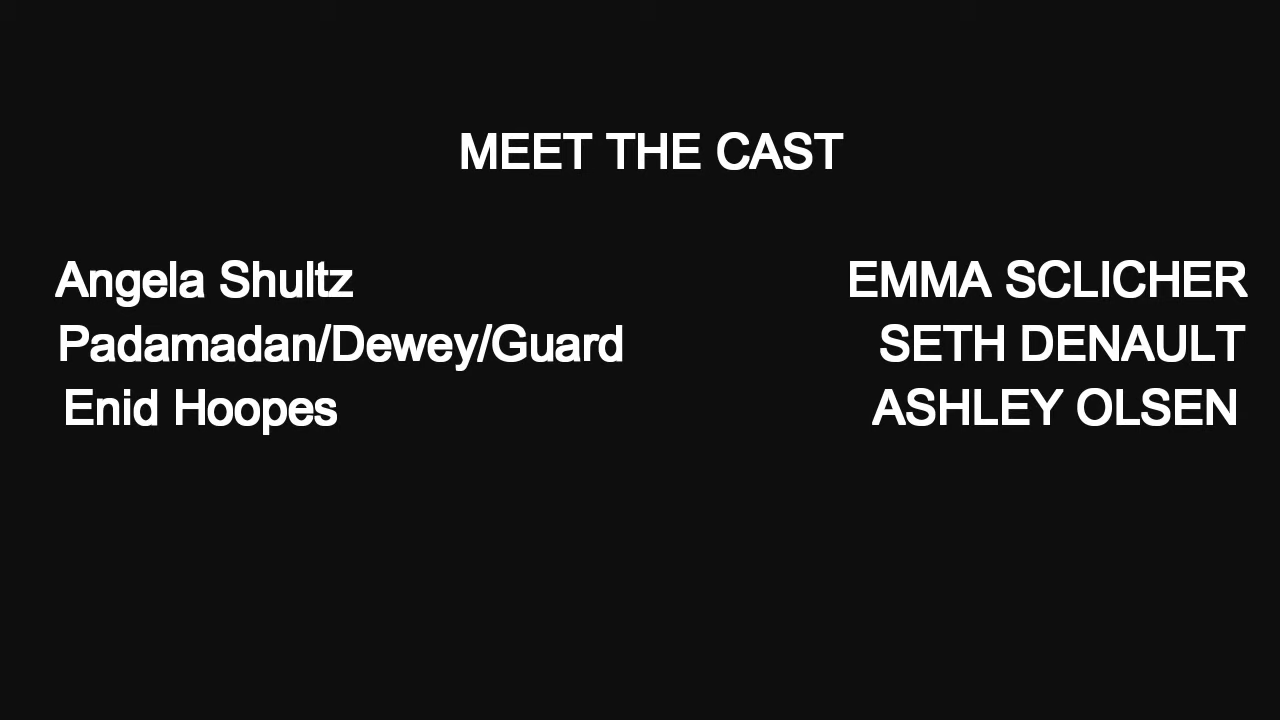 MEET THE CAST
Angela Shultz EMMA SCLICHER
Padamadan/Dewey/Guard SETH DENAULT
Enid Hoopes ASHLEY OLSEN